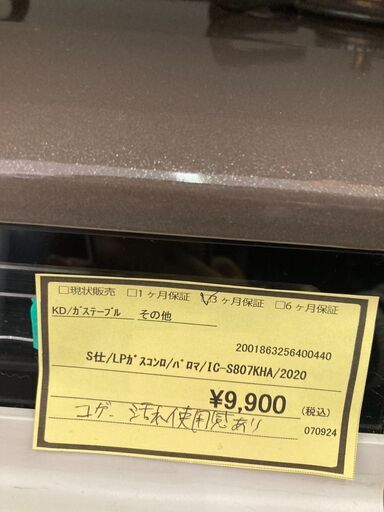 □現状販売 □1ヶ月保証 ☑3ヶ月保証 □6ヶ月保証
KD/ｶﾞｽﾃｰﾌﾞﾙ その他
2001863256400440
S仕/LPｶﾞｽｺﾝﾛ/ﾊﾟﾛﾏ/IC-S807KHA/2020
¥9,900 (税込)
コゲ、汚れ使用感あり
070924